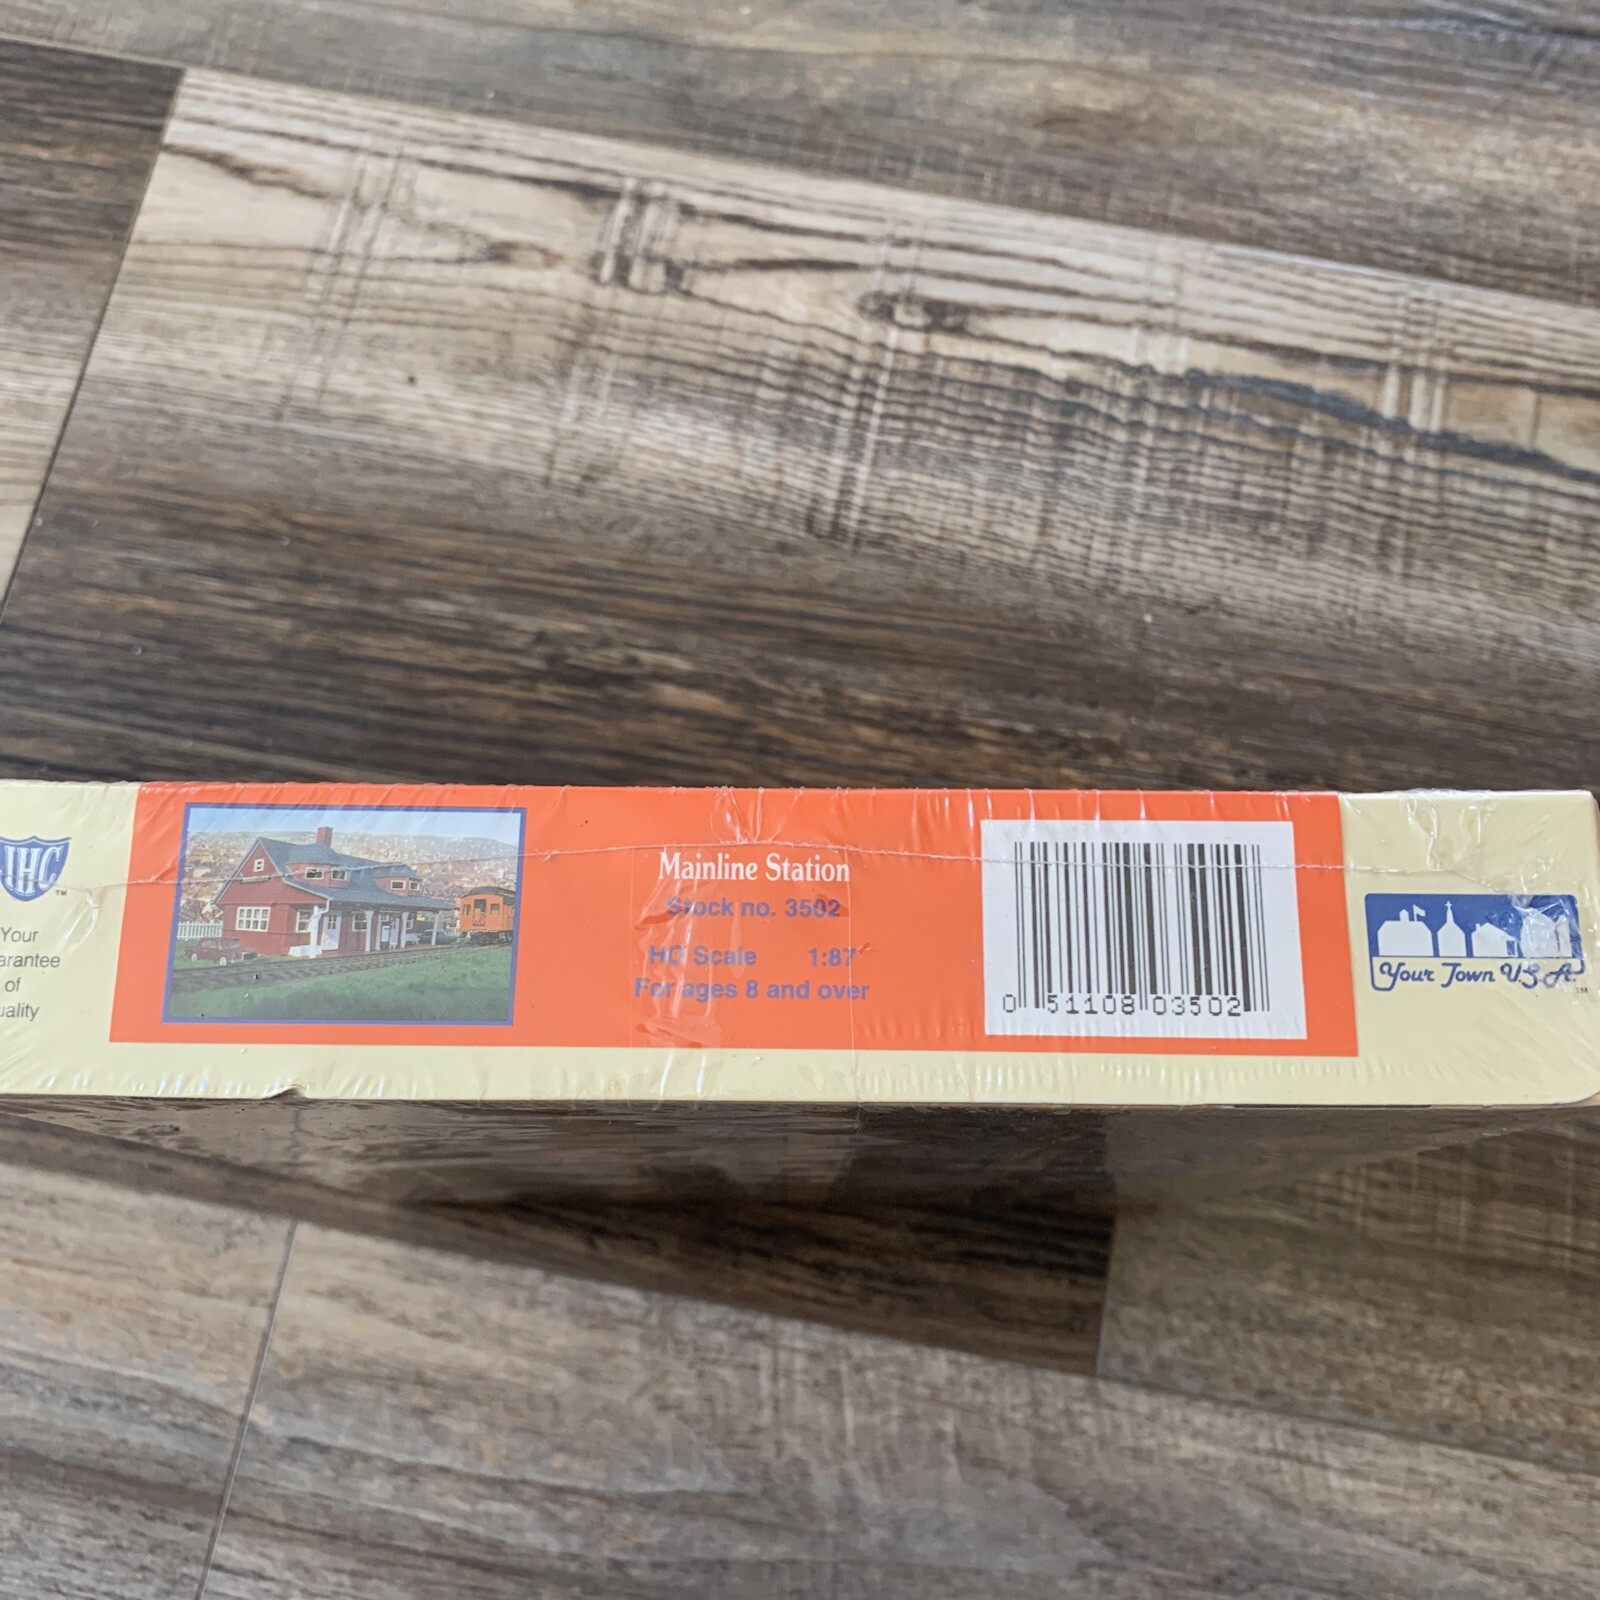 IHC
TM
Your
arantee
of
uality
Mainline Station
Stock no. 3502
HO Scale 1:87
For ages 8 and over
0 51108 03502
Your Town U.S.A.